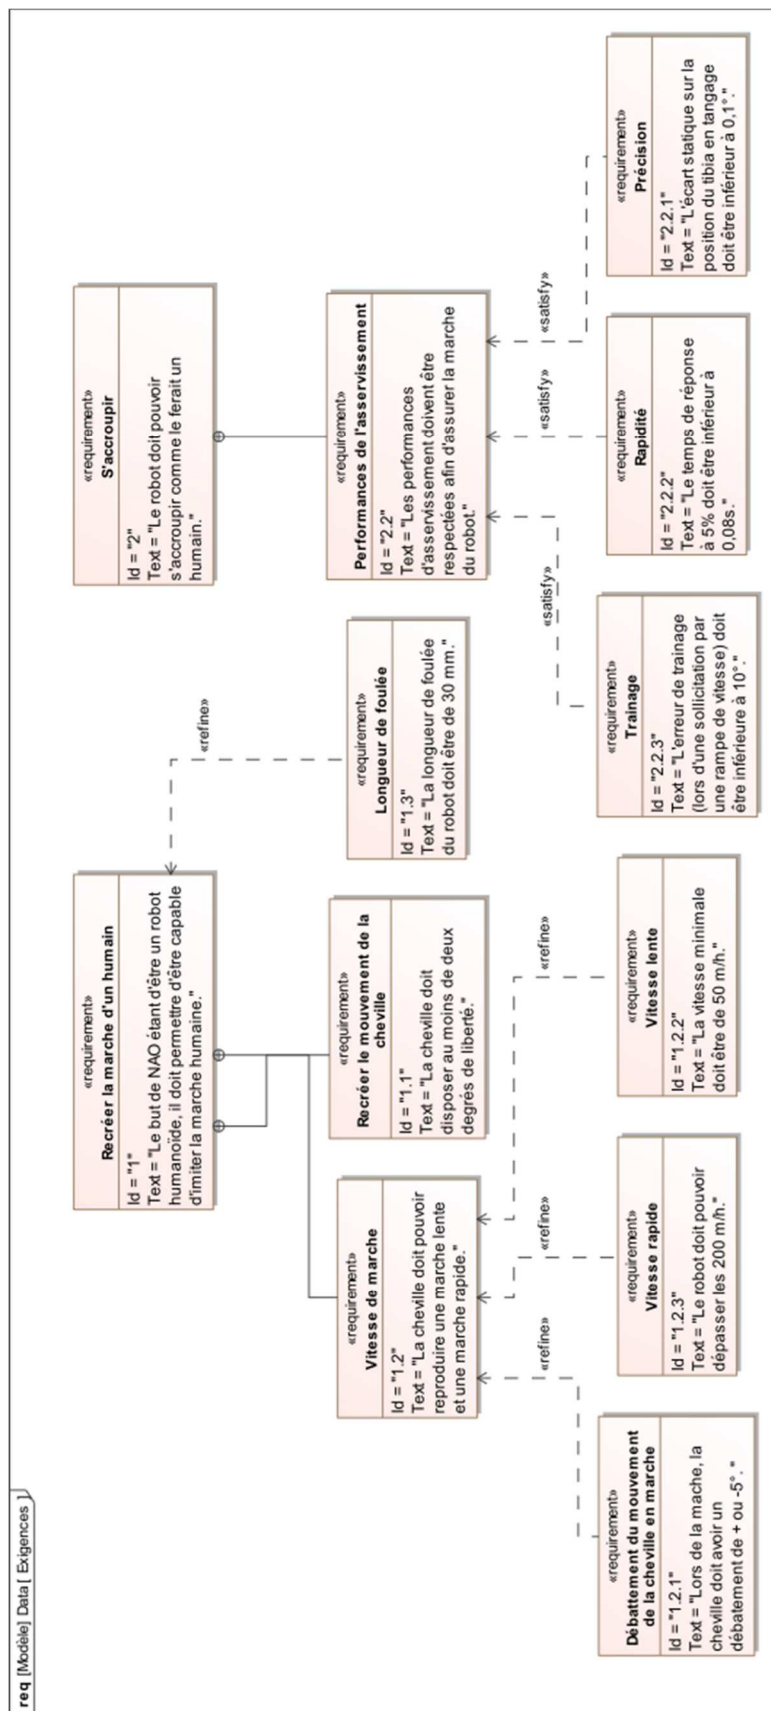 req [Modèle] Data [ Exigences ]
«requirement»
Recréer la marche d'un humain
Id = "1"
Text = "Le but de NAO étant d'être un robot
humanoïde, il doit permettre d'être capable
d'imiter la marche humaine."
«requirement»
S'accroupir
Id = "2"
Text = "Le robot doit pouvoir
s'accroupir comme le ferait un
humain."
«refine»
«requirement»
Vitesse de marche
Id = "1.2"
Text = "La cheville doit pouvoir
reproduire une marche lente
et une marche rapide."
«requirement»
Recréer le mouvement de la
cheville
Id = "1.1"
Text = "La cheville doit
disposer au moins de deux
degrés de liberté."
«requirement»
Longueur de foulée
Id = "1.3"
Text = "La longueur de foulée
du robot doit être de 30 mm."
«requirement»
Performances de l'asservissement
Id = "2.2"
Text = "Les performances
d'asservissement doivent être
respectées afin d'assurer la marche
du robot."
«refine»
«refine»
«refine»
«satisfy»
«satisfy»
«satisfy»
«requirement»
Débattement du mouvement
de la cheville en marche
Id = "1.2.1"
Text = "Lors de la mache, la
cheville doit avoir un
débatement de + ou -5°. "
«requirement»
Vitesse rapide
Id = "1.2.3"
Text = "Le robot doit pouvoir
dépasser les 200 m/h."
«requirement»
Vitesse lente
Id = "1.2.2"
Text = "La vitesse minimale
doit être de 50 m/h."
«requirement»
Trainage
Id = "2.2.3"
Text = "L'erreur de trainage
(lors d'une sollicitation par
une rampe de vitesse) doit
être inférieure à 10°."
«requirement»
Rapidité
Id = "2.2.2"
Text = "Le temps de réponse
à 5% doit être inférieur à
0,08s."
«requirement»
Précision
Id = "2.2.1"
Text = "L'écart statique sur la
position du tibia en tangage
doit être inférieur à 0,1°."